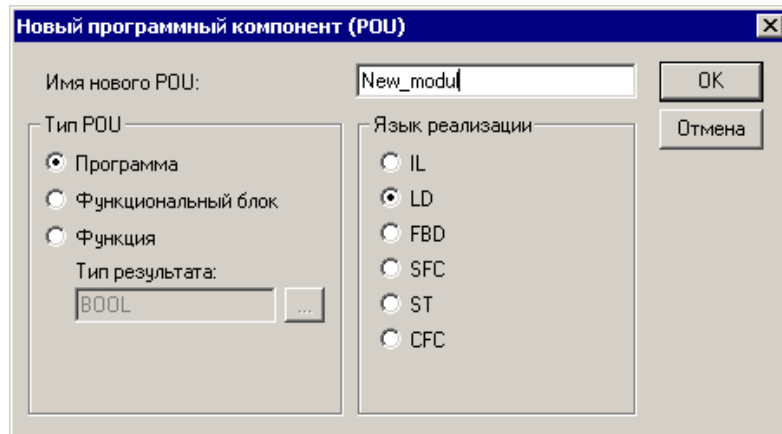 Новый программный компонент (POU)
Имя нового POU:
New_modul
OK
Отмена
Тип POU
Программа
Функциональный блок
Функция
Тип результата:
BOOL
...
Язык реализации
IL
LD
FBD
SFC
ST
CFC